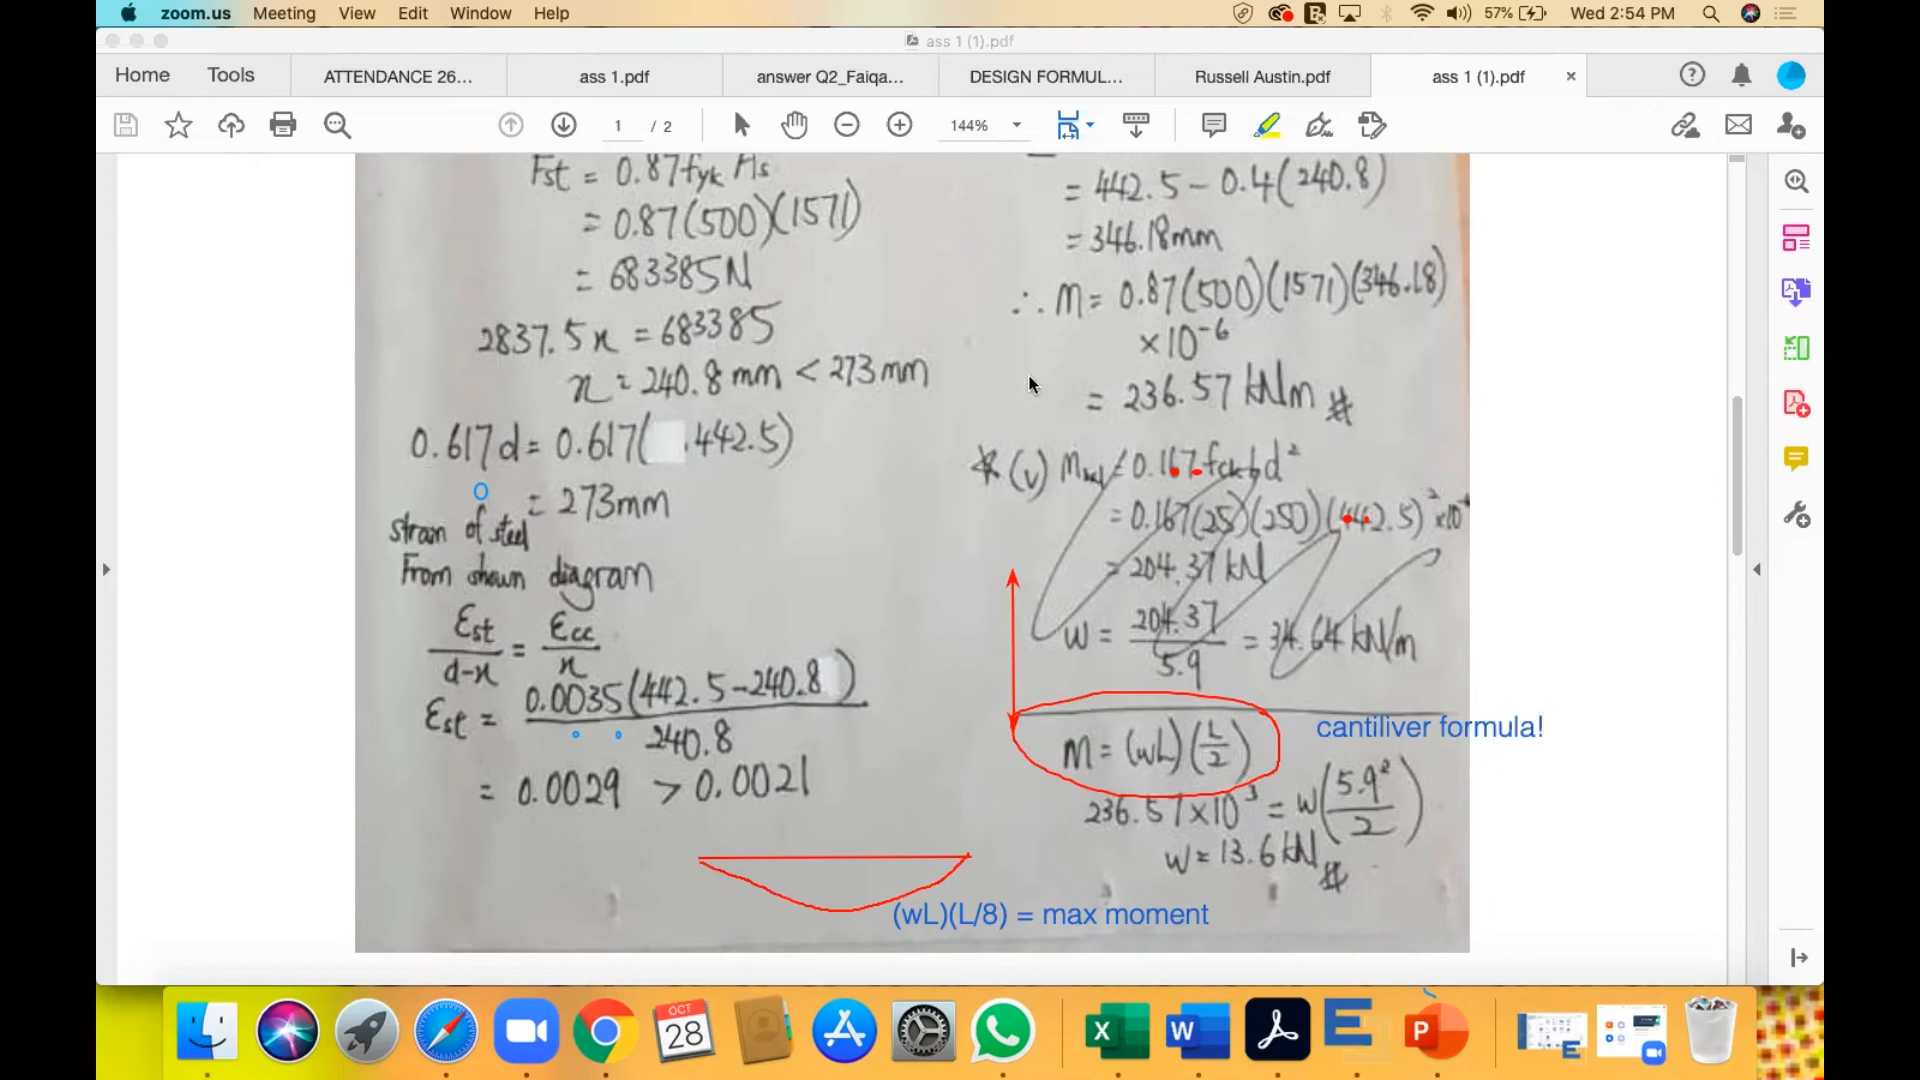 zoom.us Meeting View Edit Window Help
57% Wed 2:54 PM
ass 1 (1).pdf
Home Tools ATTENDANCE 26... ass 1.pdf answer Q2_Faiqa... DESIGN FORMUL... Russell Austin.pdf ass 1 (1).pdf ×
1 / 2 144%
Fst = 0.87fyk As
= 0.87(500)(1571)
= 683385N
2837.5x = 683385
x = 240.8 mm < 273mm
0.617d = 0.617( 442.5)
= 273mm
strain of steel
From shown diagram
εst/d-x = εcc/x
εst = 0.0035(442.5-240.8)/240.8
= 0.0029 > 0.0021
= 442.5 - 0.4(240.8)
= 346.18mm
∴ M = 0.87(500)(1571)(346.18)
×10⁻⁶
= 236.57 kNm
(v) = 0.167fckbd²
= 0.167(25)(250)(442.5)² ×10
= 204.37 kN
w = 204.37/5.9 = 34.64 kN/m
M = (wL)(L/2)
cantiliver formula!
236.57×10³ = w(5.9²/2)
w = 13.6 kN
(wL)(L/8) = max moment
OCT
28
X W E P
E